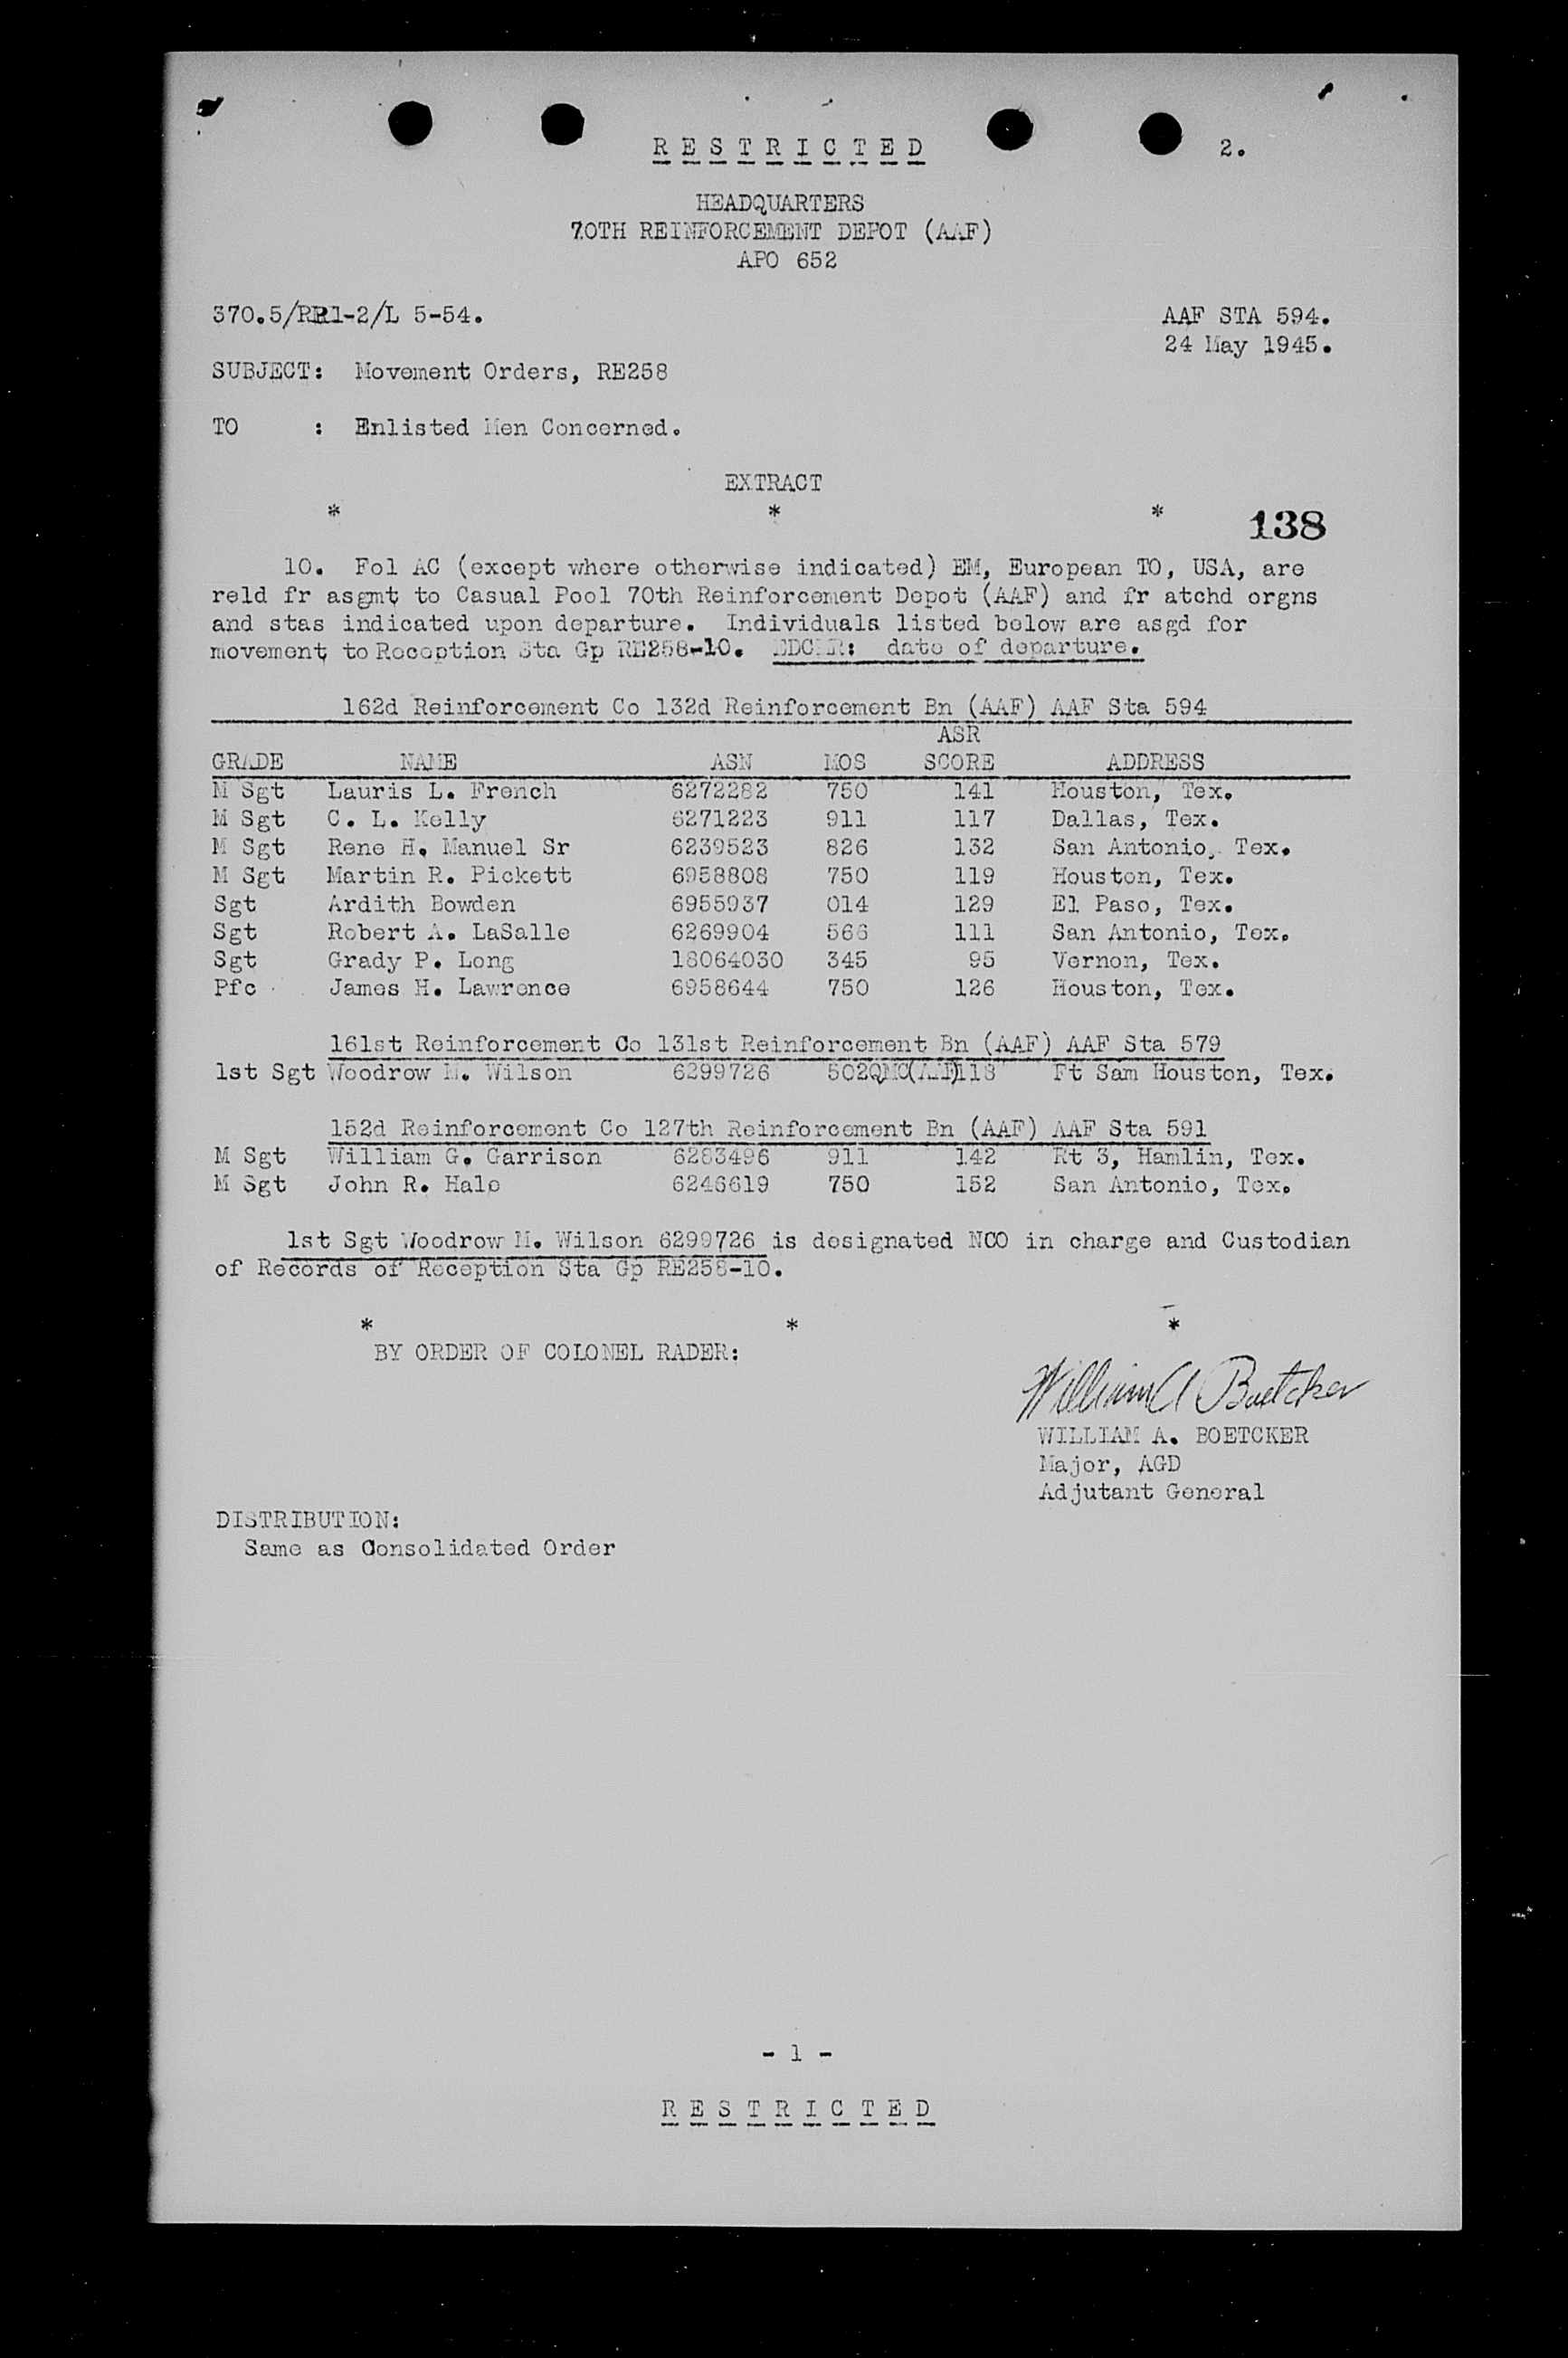 R E S T R I C T E D 2.
HEADQUARTERS
70TH REINFORCEMENT DEPOT (AAF)
APO 652
370.5/RR1-2/L 5-54. AAF STA 594.
24 May 1945.
SUBJECT: Movement Orders, RE258
TO : Enlisted Men Concerned.
EXTRACT
* * *
138
10. Fol AC (except where otherwise indicated) EM, European TO, USA, are
reld fr asgmt to Casual Pool 70th Reinforcement Depot (AAF) and fr atchd orgns
and stas indicated upon departure. Individuals listed below are asgd for
movement to Reception Sta Gp RE258-10. EDCMR: date of departure.
162d Reinforcement Co 132d Reinforcement Bn (AAF) AAF Sta 594
ASR
GRADE NAME ASN MOS SCORE ADDRESS
M Sgt Lauris L. French 6272282 750 141 Houston, Tex.
M Sgt C. L. Kelly 6271223 911 117 Dallas, Tex.
M Sgt Rene H. Manuel Sr 6239523 826 132 San Antonio, Tex.
M Sgt Martin R. Pickett 6958808 750 119 Houston, Tex.
Sgt Ardith Bowden 6955937 014 129 El Paso, Tex.
Sgt Robert A. LaSalle 6269904 566 111 San Antonio, Tex.
Sgt Grady P. Long 18064030 345 95 Vernon, Tex.
Pfc James H. Lawrence 6958644 750 126 Houston, Tex.
161st Reinforcement Co 131st Reinforcement Bn (AAF) AAF Sta 579
1st Sgt Woodrow M. Wilson 6299726 502QMC(AAF)118 Ft Sam Houston, Tex.
152d Reinforcement Co 127th Reinforcement Bn (AAF) AAF Sta 591
M Sgt William G. Garrison 6283496 911 142 Rt 3, Hamlin, Tex.
M Sgt John R. Hale 6246619 750 152 San Antonio, Tex.
1st Sgt Woodrow M. Wilson 6299726 is designated NCO in charge and Custodian
of Records of Reception Sta Gp RE258-10.
* * *
BY ORDER OF COLONEL RADER:
William A Boetcker
WILLIAM A. BOETCKER
Major, AGD
Adjutant General
DISTRIBUTION:
Same as Consolidated Order
- 1 -
R E S T R I C T E D